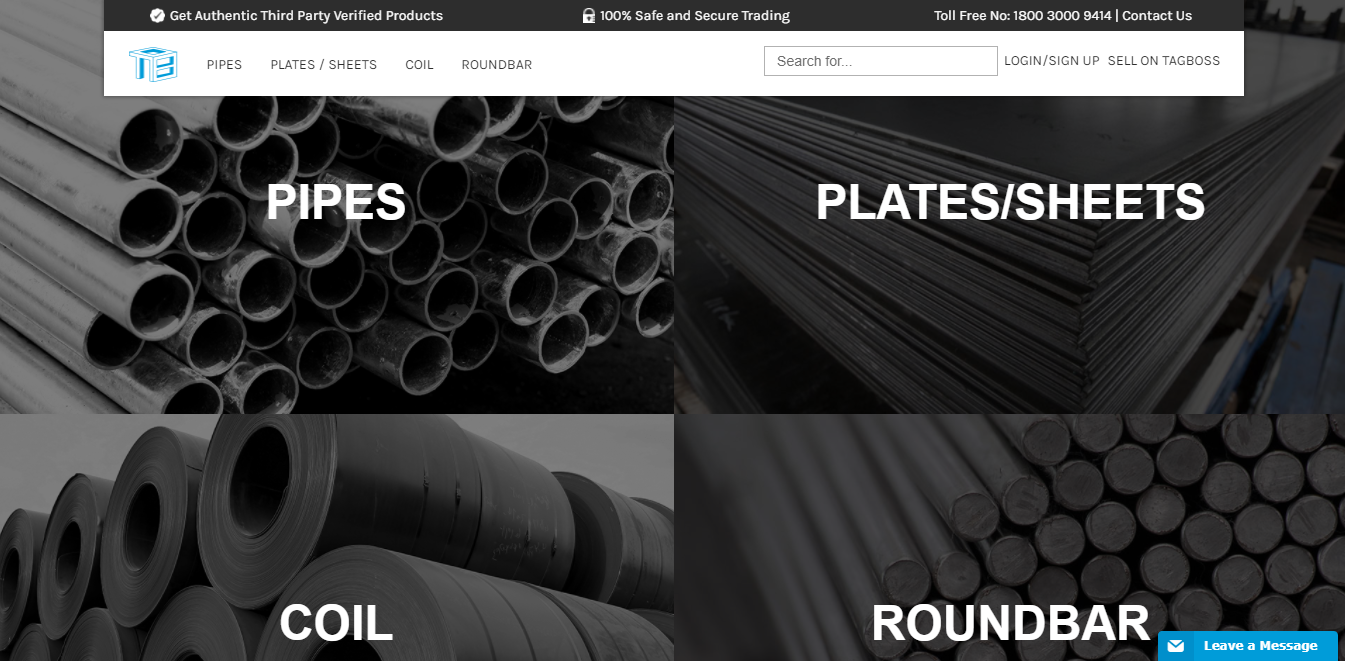 Get Authentic Third Party Verified Products
100% Safe and Secure Trading
Toll Free No: 1800 3000 9414 | Contact Us
TB
PIPES
PLATES / SHEETS
COIL
ROUNDBAR
Search for...
LOGIN/SIGN UP
SELL ON TAGBOSS
PIPES
PLATES/SHEETS
COIL
ROUNDBAR
Leave a Message